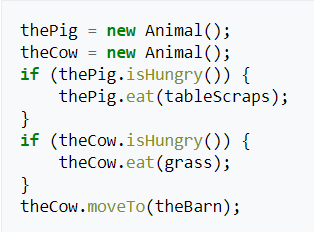 thePig = new Animal();
theCow = new Animal();
if (thePig.isHungry()) {
    thePig.eat(tableScraps);
}
if (theCow.isHungry()) {
    theCow.eat(grass);
}
theCow.moveTo(theBarn);